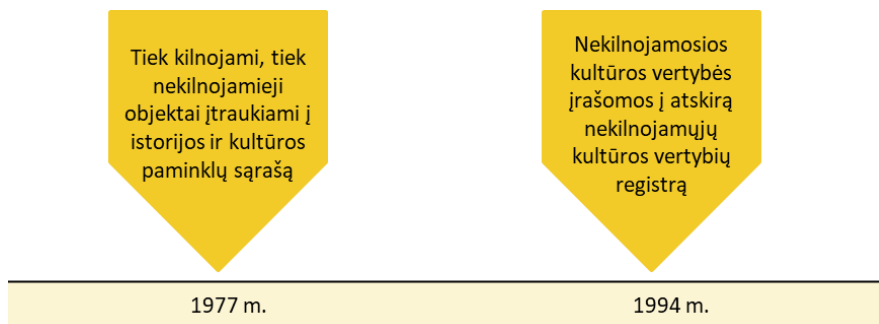 Tiek kilnojami, tiek
nekilnojamieji
objektai įtraukiami į
istorijos ir kultūros
paminklų sąrašą
Nekilnojamosios
kultūros vertybės
įrašomos į atskirą
nekilnojamųjų
kultūros vertybių
registrą
1977 m.
1994 m.